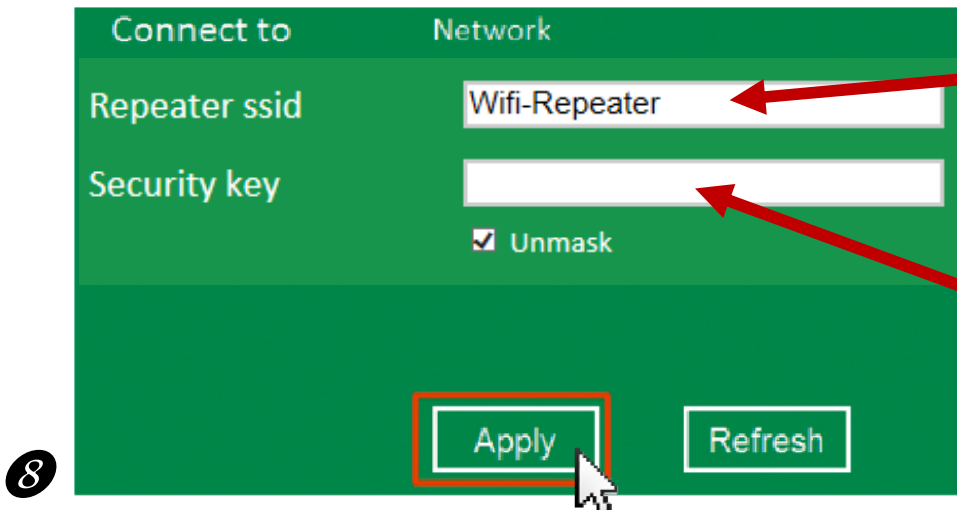 Connect to Network
Repeater ssid Wifi-Repeater
Security key
Unmask
Apply Refresh
8